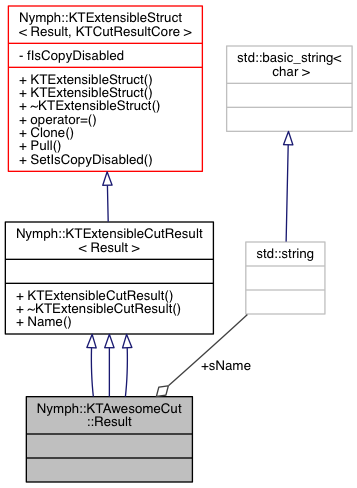 Nymph::KTExtensibleStruct
< Result, KTCutResultCore >
- fIsCopyDisabled
+ KTExtensibleStruct()
+ KTExtensibleStruct()
+ ~KTExtensibleStruct()
+ operator=()
+ Clone()
+ Pull()
+ SetIsCopyDisabled()
std::basic_string<
char >
Nymph::KTExtensibleCutResult
< Result >
+ KTExtensibleCutResult()
+ ~KTExtensibleCutResult()
+ Name()
std::string
+sName
Nymph::KTAwesomeCut
::Result